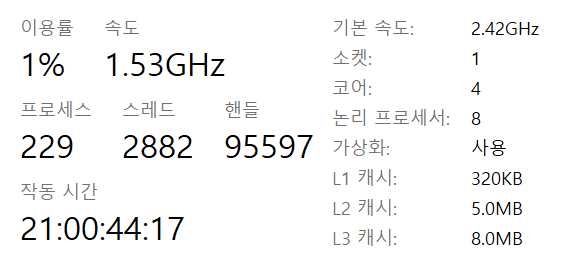 이용률 속도
1% 1.53GHz
프로세스 스레드 핸들
229 2882 95597
작동 시간
21:00:44:17
기본 속도: 2.42GHz
소켓: 1
코어: 4
논리 프로세서: 8
가상화: 사용
L1 캐시: 320KB
L2 캐시: 5.0MB
L3 캐시: 8.0MB